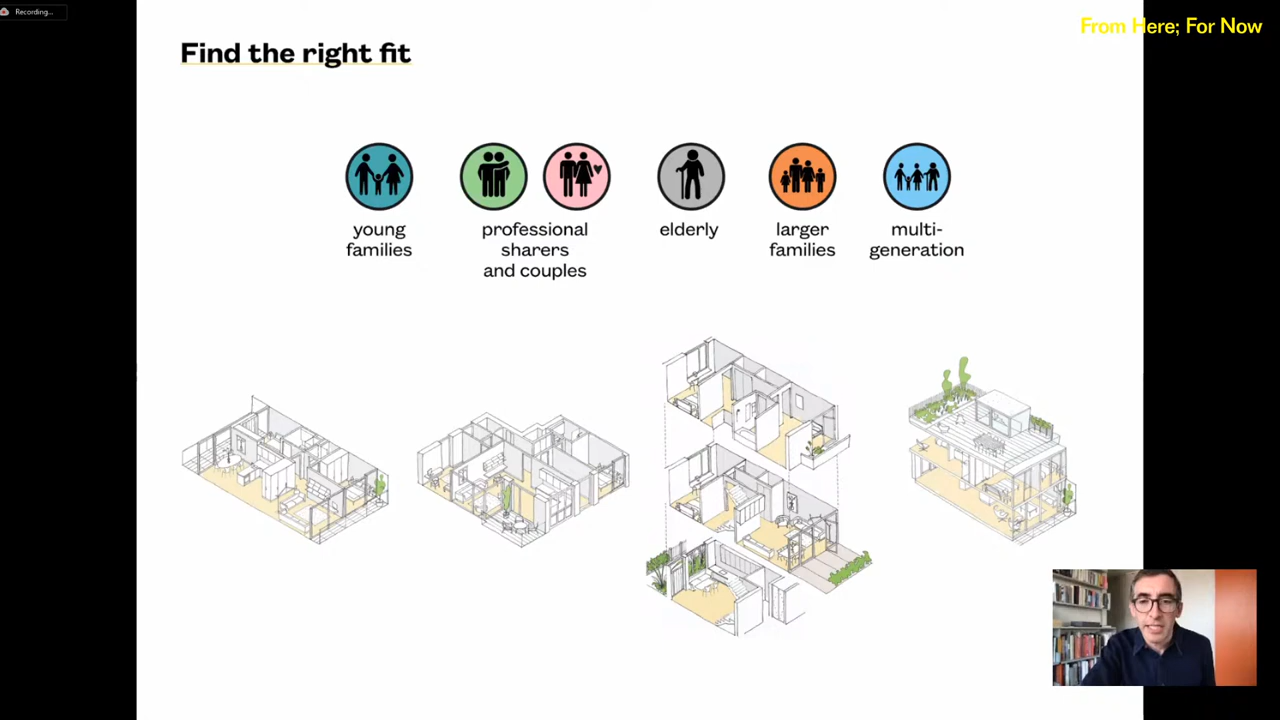 Recording...
From Here; For Now
Find the right fit
young
families
professional
sharers
and couples
elderly
larger
families
multi-
generation